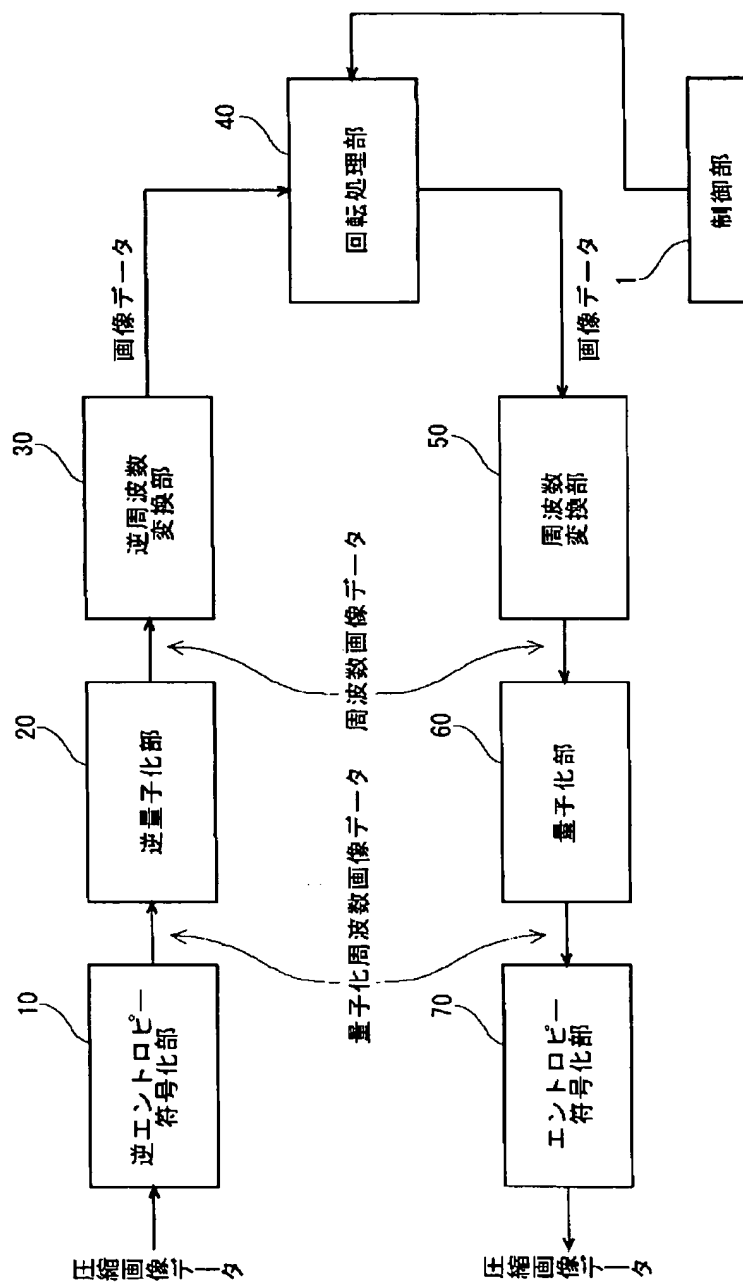 圧縮画像データ
10
逆エントロピー
符号化部
20
逆量子化部
30
逆周波数
変換部
画像データ
40
回転処理部
量子化周波数画像データ
周波数画像データ
圧縮画像データ
70
エントロピー
符号化部
60
量子化部
50
周波数
変換部
画像データ
1
制御部